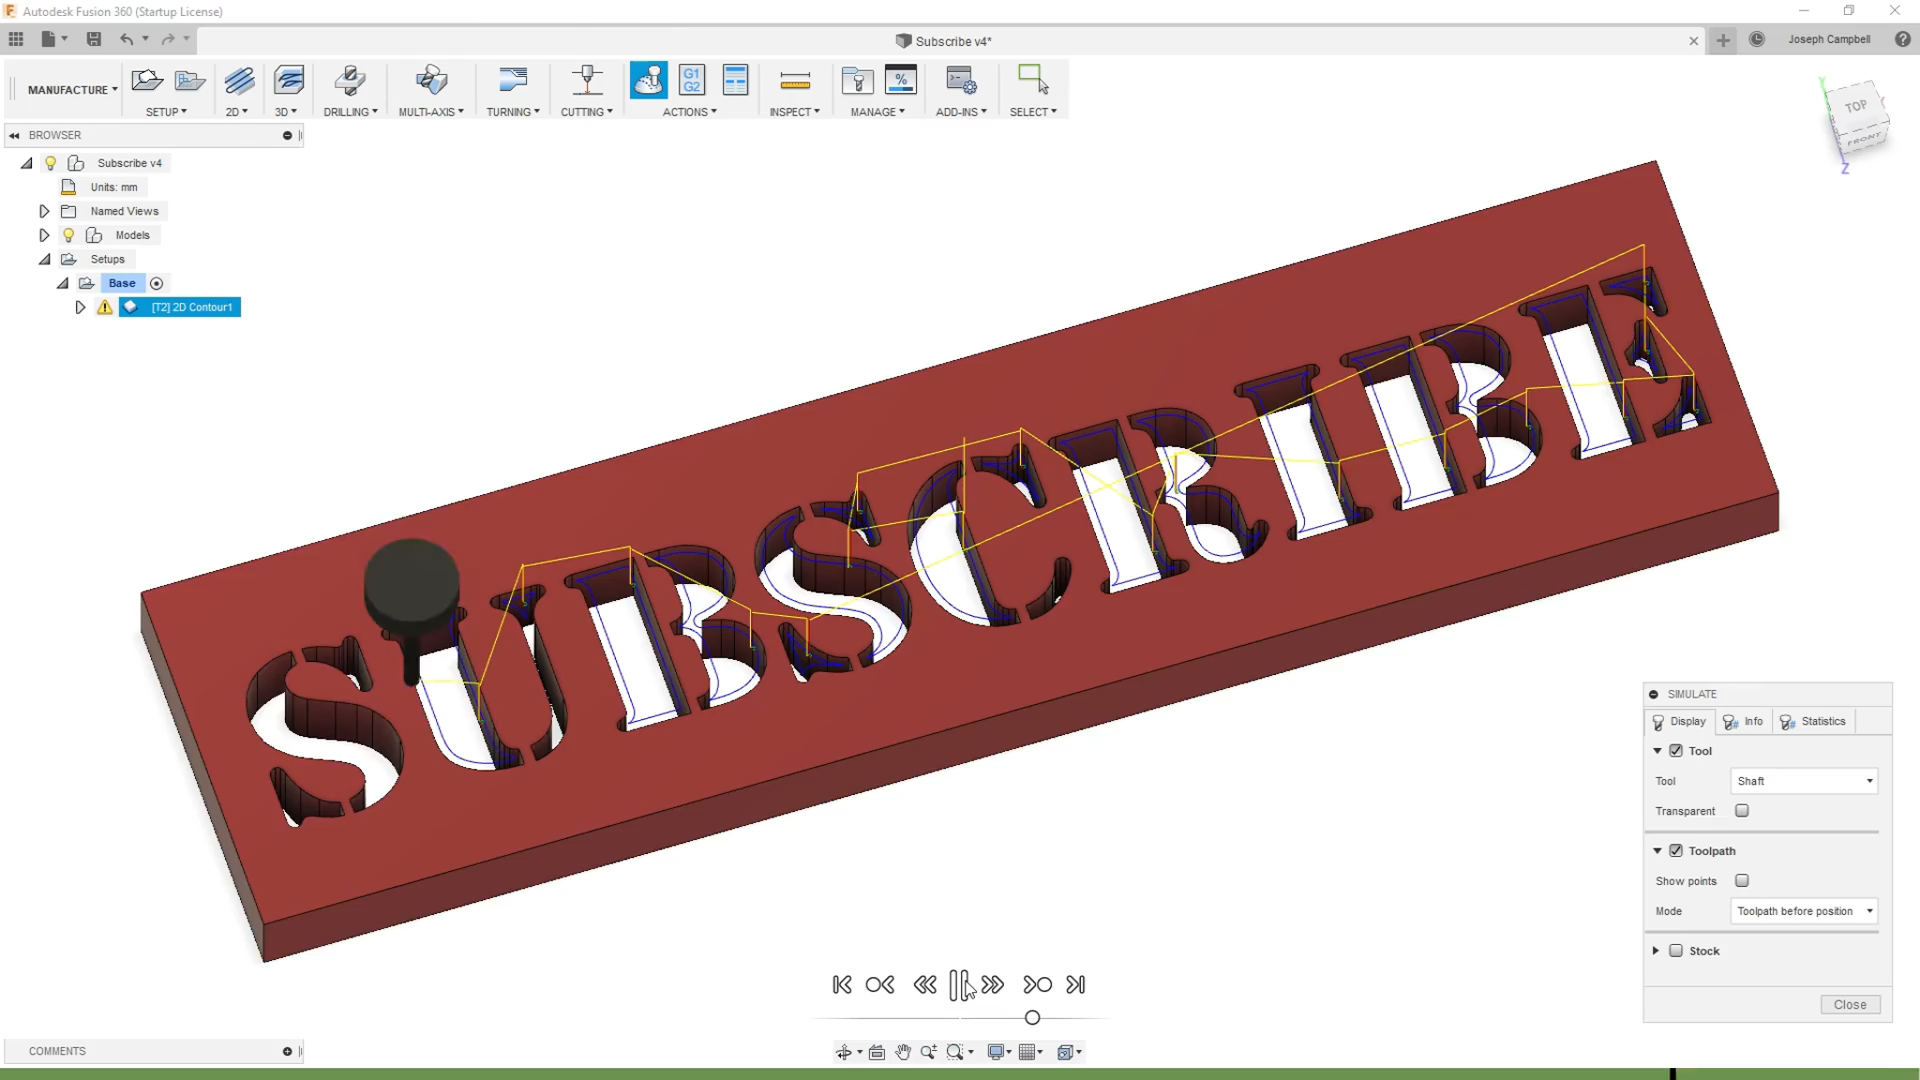 Autodesk Fusion 360 (Startup License)
Subscribe v4*
Joseph Campbell
MANUFACTURE
SETUP
2D
3D
DRILLING
MULTI-AXIS
TURNING
CUTTING
G1
G2
ACTIONS
INSPECT
%
MANAGE
ADD-INS
SELECT
Y
TOP
FRONT
Z
BROWSER
Subscribe v4
Units: mm
Named Views
Models
Setups
Base
[T2] 2D Contour1
SUBSCRIBE
SIMULATE
Display
Info
Statistics
Tool
Tool
Shaft
Transparent
Toolpath
Show points
Mode
Toolpath before position
Stock
Close
COMMENTS